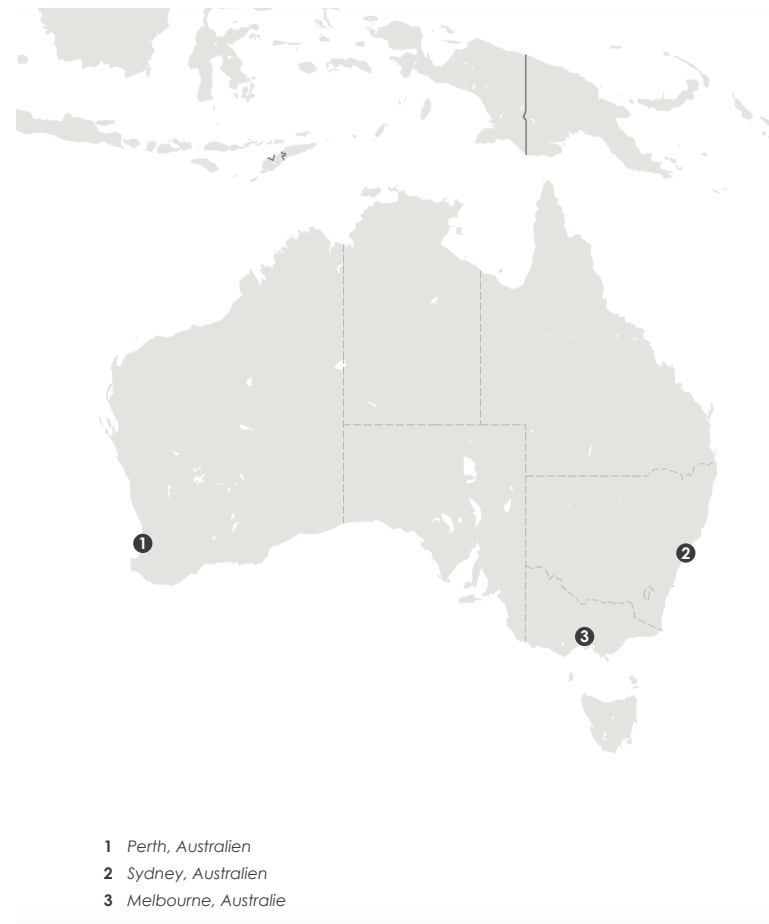 1
2
3
1 Perth, Australien
2 Sydney, Australien
3 Melbourne, Australie